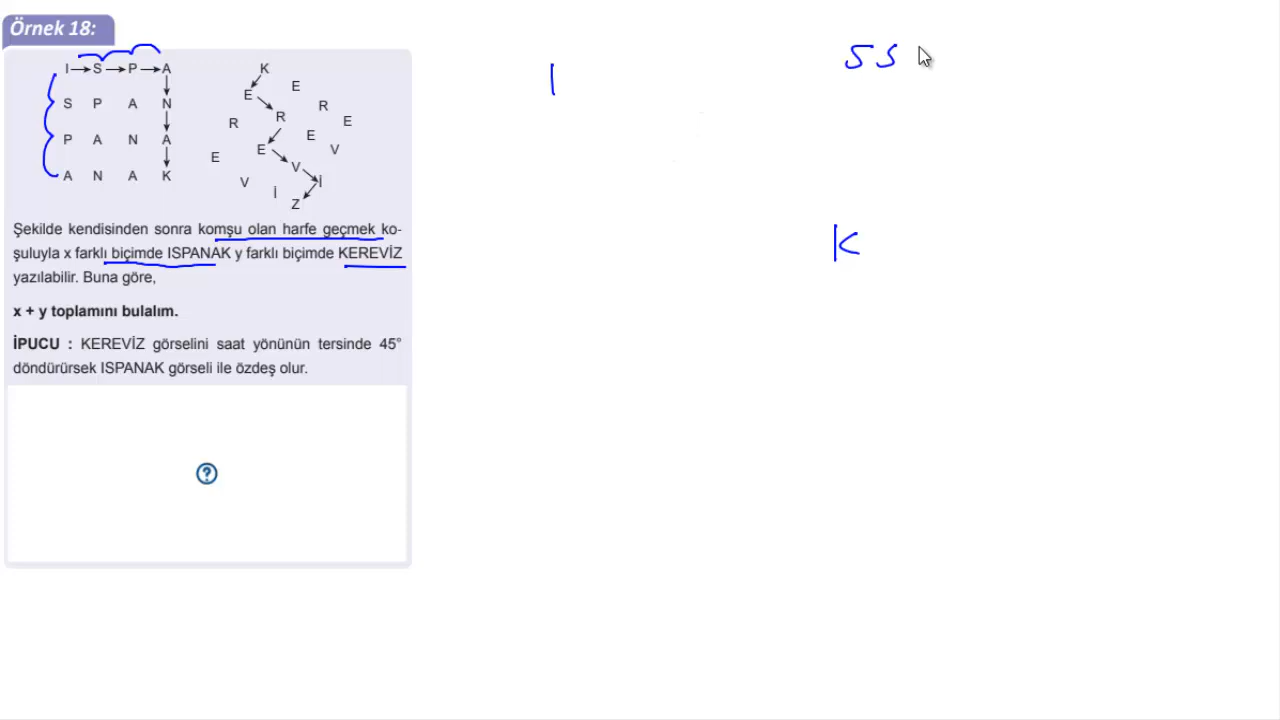 Örnek 18:
I S P A
S P A N
P A N A
A N A K
K
E E
R R R E
E E V
E V
V İ İ
Z
Şekilde kendisinden sonra komşu olan harfe geçmek ko-
şuluyla x farklı biçimde ISPANAK y farklı biçimde KEREVİZ
yazılabilir. Buna göre,
x + y toplamını bulalım.
İPUCU : KEREVİZ görselini saat yönünün tersinde 45°
döndürürsek ISPANAK görseli ile özdeş olur.
?
I
S S
K